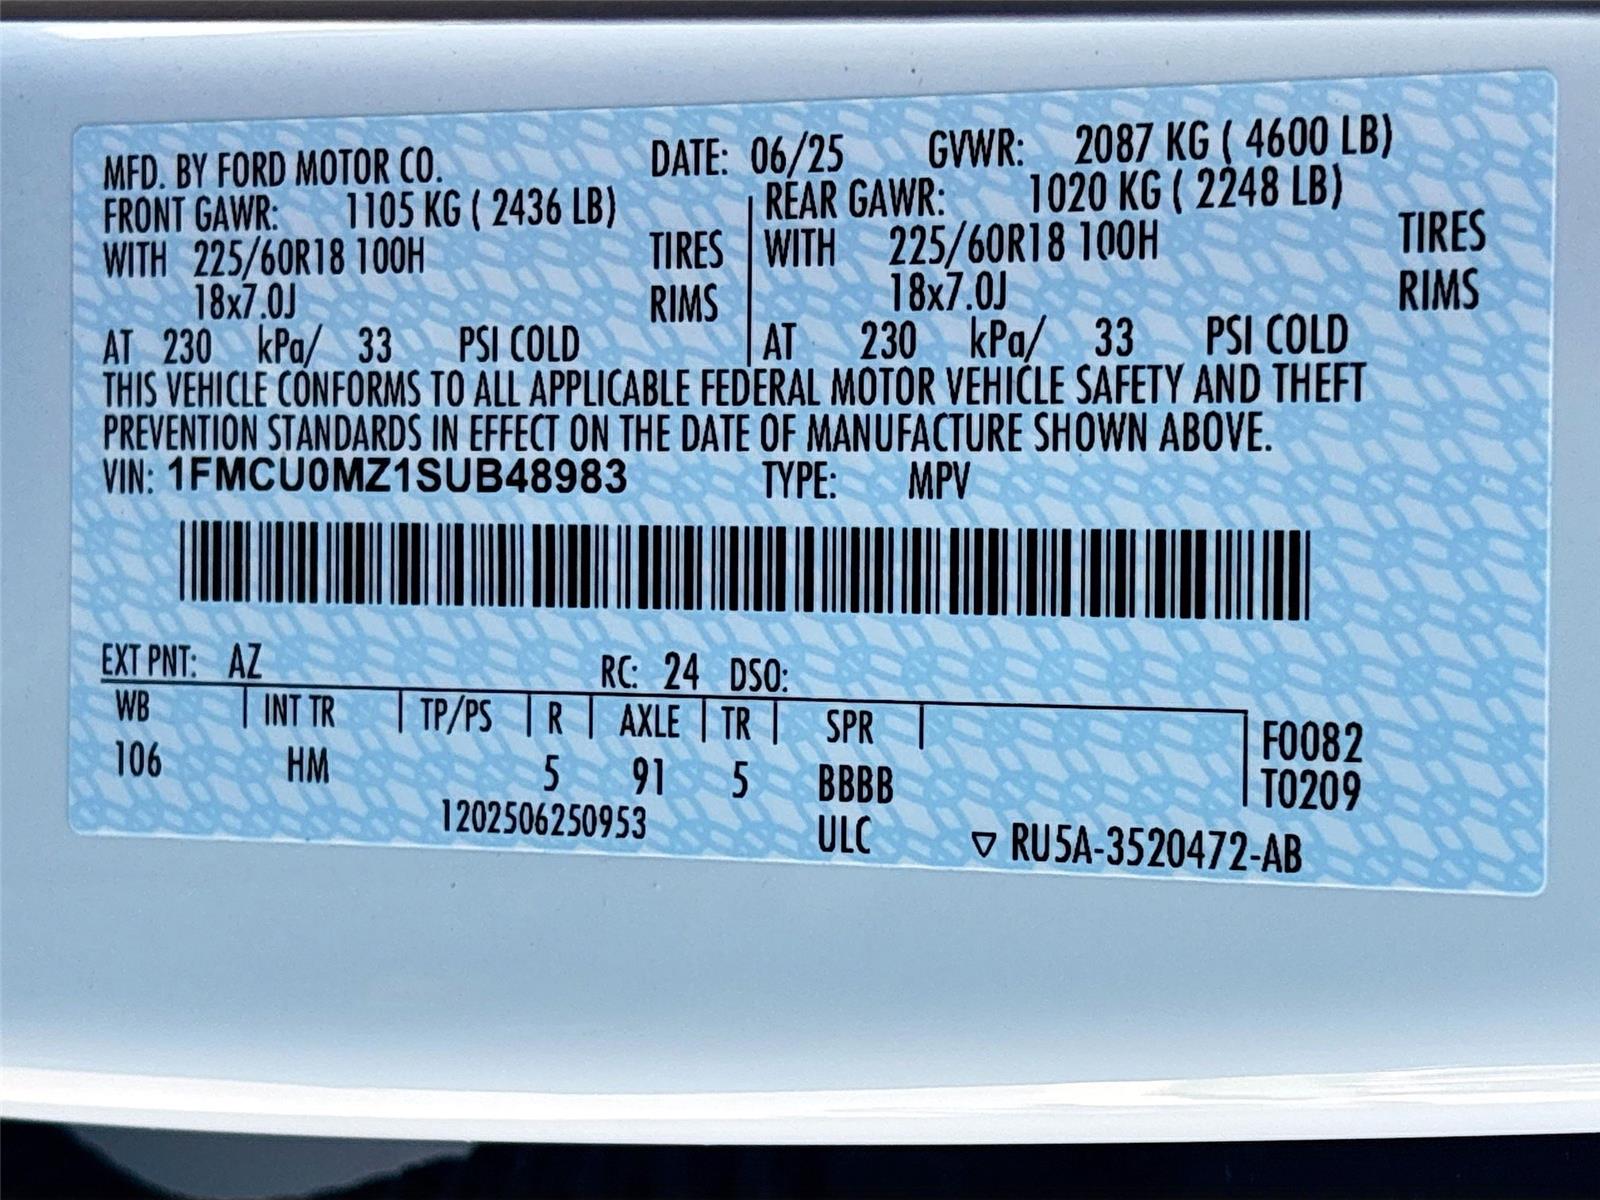 MFD. BY FORD MOTOR CO. DATE: 06/25 GVWR: 2087 KG ( 4600 LB)
FRONT GAWR: 1105 KG ( 2436 LB) REAR GAWR: 1020 KG ( 2248 LB)
WITH 225/60R18 100H TIRES WITH 225/60R18 100H TIRES
18x7.0J RIMS 18x7.0J RIMS
AT 230 kPa/ 33 PSI COLD AT 230 kPa/ 33 PSI COLD
THIS VEHICLE CONFORMS TO ALL APPLICABLE FEDERAL MOTOR VEHICLE SAFETY AND THEFT
PREVENTION STANDARDS IN EFFECT ON THE DATE OF MANUFACTURE SHOWN ABOVE.
VIN: 1FMCU0MZ1SUB48983 TYPE: MPV
EXT PNT: AZ RC: 24 DSO:
WB INT TR TP/PS R AXLE TR SPR F0082
106 HM 5 91 5 BBBB T0209
1202506250953 ULC ▽ RU5A-3520472-AB